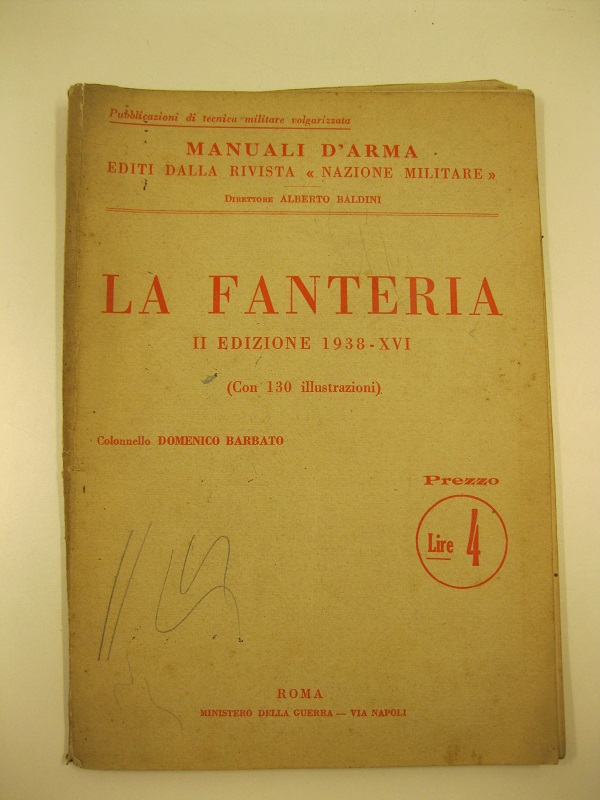 Pubblicazioni di tecnica militare volgarizzata
MANUALI D'ARMA
EDITI DALLA RIVISTA « NAZIONE MILITARE »
DIRETTORE ALBERTO BALDINI
LA FANTERIA
II EDIZIONE 1938-XVI
(Con 130 illustrazioni)
Colonnello DOMENICO BARBATO
Prezzo
Lire 4
ROMA
MINISTERO DELLA GUERRA — VIA NAPOLI